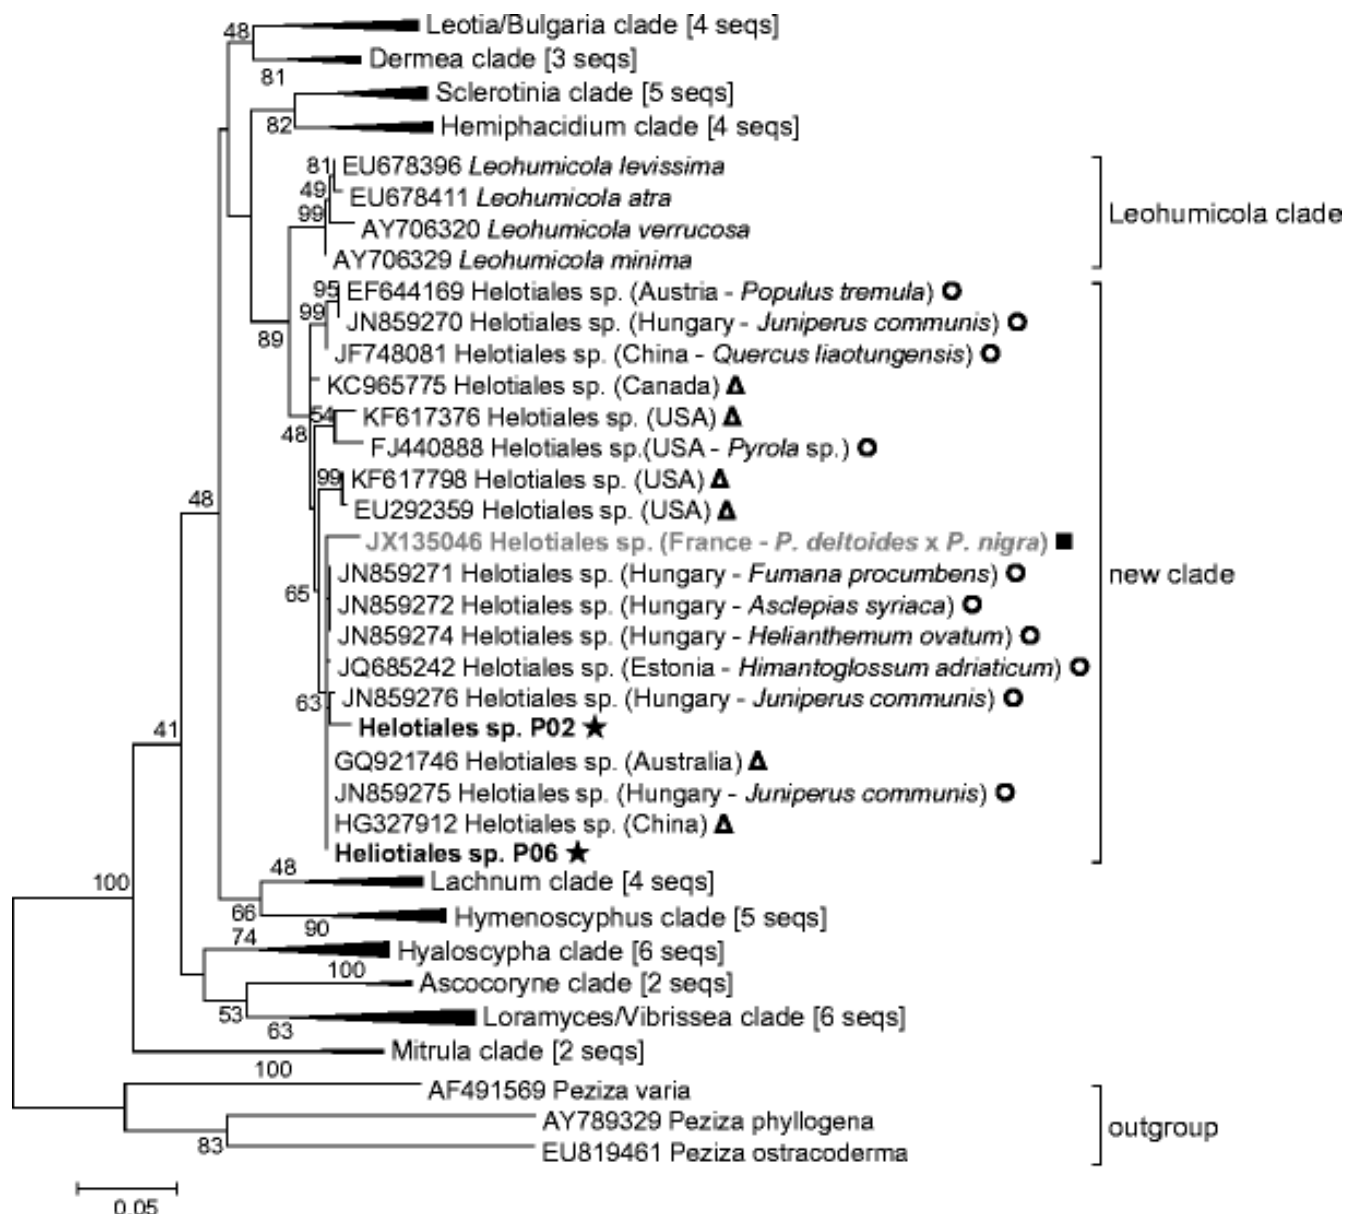 48
Leotia/Bulgaria clade [4 seqs]
Dermea clade [3 seqs]
81
Sclerotinia clade [5 seqs]
82
Hemiphacidium clade [4 seqs]
81
EU678396 Leohumicola levissima
49
EU678411 Leohumicola atra
99
AY706320 Leohumicola verrucosa
Leohumicola clade
AY706329 Leohumicola minima
95
EF644169 Helotiales sp. (Austria - Populus tremula)
99
JN859270 Helotiales sp. (Hungary - Juniperus communis)
89
JF748081 Helotiales sp. (China - Quercus liaotungensis)
KC965775 Helotiales sp. (Canada) Δ
54
KF617376 Helotiales sp. (USA) Δ
48
FJ440888 Helotiales sp.(USA - Pyrola sp.)
99
KF617798 Helotiales sp. (USA) Δ
48
EU292359 Helotiales sp. (USA) Δ
JX135046 Helotiales sp. (France - P. deltoides x P. nigra)
JN859271 Helotiales sp. (Hungary - Fumana procumbens)
new clade
65
JN859272 Helotiales sp. (Hungary - Asclepias syriaca)
JN859274 Helotiales sp. (Hungary - Helianthemum ovatum)
JQ685242 Helotiales sp. (Estonia - Himantoglossum adriaticum)
63
JN859276 Helotiales sp. (Hungary - Juniperus communis)
41
Helotiales sp. P02 ★
GQ921746 Helotiales sp. (Australia) Δ
JN859275 Helotiales sp. (Hungary - Juniperus communis)
HG327912 Helotiales sp. (China) Δ
Heliotiales sp. P06 ★
48
100
Lachnum clade [4 seqs]
66
Hymenoscyphus clade [5 seqs]
90
74
Hyaloscypha clade [6 seqs]
100
Ascocoryne clade [2 seqs]
53
Loramyces/Vibrissea clade [6 seqs]
63
Mitrula clade [2 seqs]
100
AF491569 Peziza varia
AY789329 Peziza phyllogena
outgroup
83
EU819461 Peziza ostracoderma
0.05